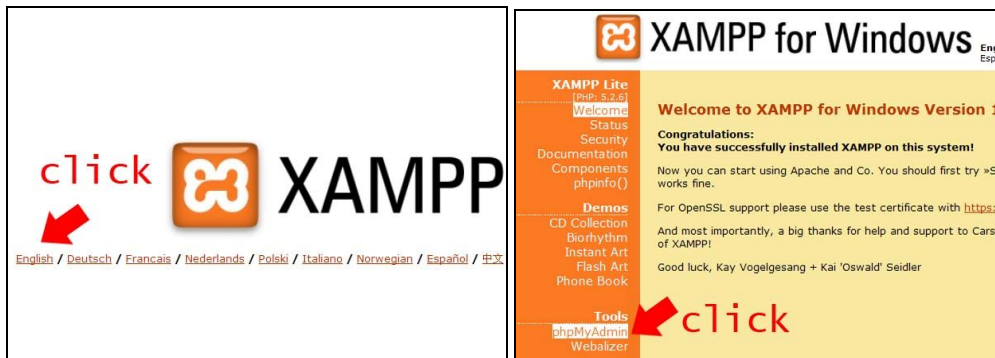 click
XAMPP
English / Deutsch / Francais / Nederlands / Polski / Italiano / Norwegian / Español / 中文
XAMPP for Windows
XAMPP Lite
[PHP: 5.2.6]
Welcome
Status
Security
Documentation
Components
phpinfo()
Demos
CD Collection
Biorhythm
Instant Art
Flash Art
Phone Book
Tools
phpMyAdmin
Webalizer
Welcome to XAMPP for Windows Version 1
Congratulations:
You have successfully installed XAMPP on this system!
Now you can start using Apache and Co. You should first try »S
works fine.
For OpenSSL support please use the test certificate with https:
And most importantly, a big thanks for help and support to Cars
of XAMPP!
Good luck, Kay Vogelgesang + Kai 'Oswald' Seidler
click